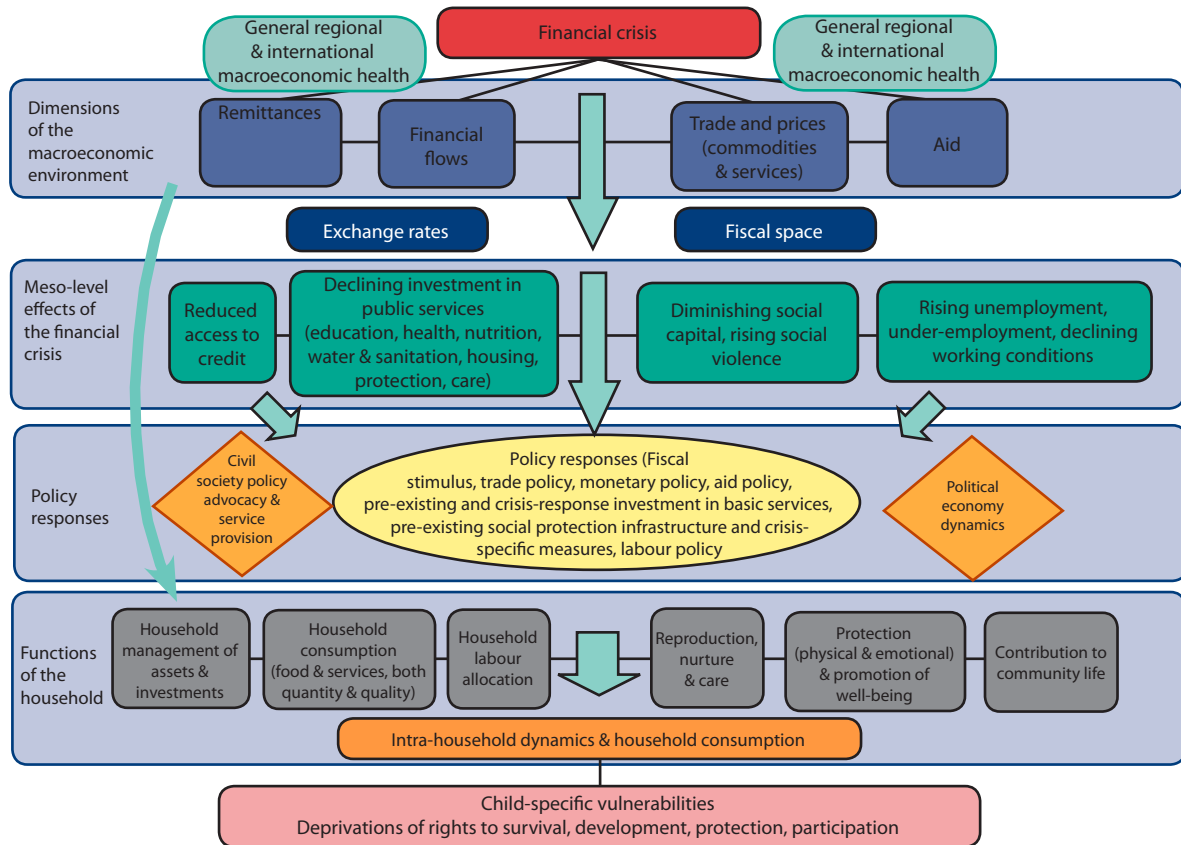 General regional
& international
macroeconomic health
Financial crisis
General regional
& international
macroeconomic health
Dimensions
of the
macroeconomic
environment
Remittances
Financial
flows
Trade and prices
(commodities
& services)
Aid
Exchange rates
Fiscal space
Meso-level
effects of
the financial
crisis
Reduced
access to
credit
Declining investment in
public services
(education, health, nutrition,
water & sanitation, housing,
protection, care)
Diminishing social
capital, rising social
violence
Rising unemployment,
under-employment, declining
working conditions
Policy
responses
Civil
society policy
advocacy &
service
provision
Policy responses (Fiscal
stimulus, trade policy, monetary policy, aid policy,
pre-existing and crisis-response investment in basic services,
pre-existing social protection infrastructure and crisis-
specific measures, labour policy
Political
economy
dynamics
Functions of
the household
Household
management of
assets &
investments
Household
consumption
(food & services, both
quantity & quality)
Household
labour
allocation
Reproduction,
nurture
& care
Protection
(physical & emotional)
& promotion of
well-being
Contribution to
community life
Intra-household dynamics & household consumption
Child-specific vulnerabilities
Deprivations of rights to survival, development, protection, participation